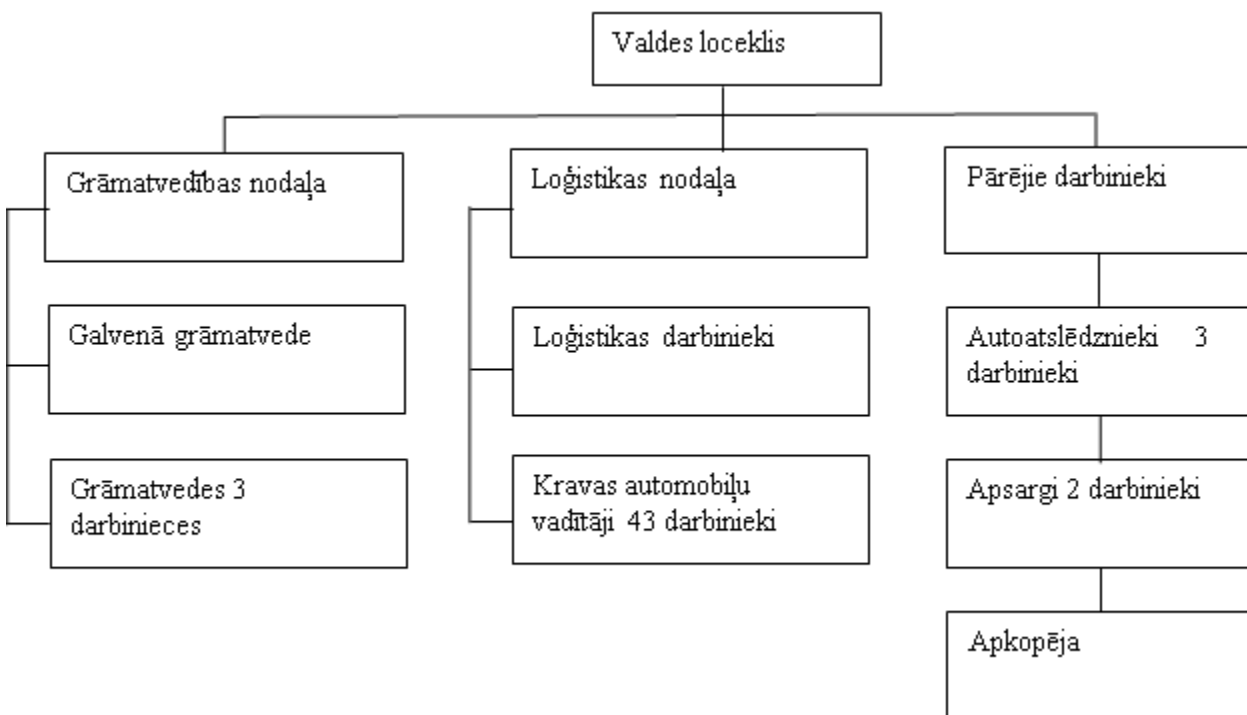 Valdes loceklis
Grāmatvedības nodaļa
Loģistikas nodaļa
Pārējie darbinieki
Galvenā grāmatvede
Loģistikas darbinieki
Autoatslēdznieki 3
darbinieki
Grāmatvedes 3
darbinieces
Kravas automobiļu
vadītāji 43 darbinieki
Apsargi 2 darbinieki
Apkopēja